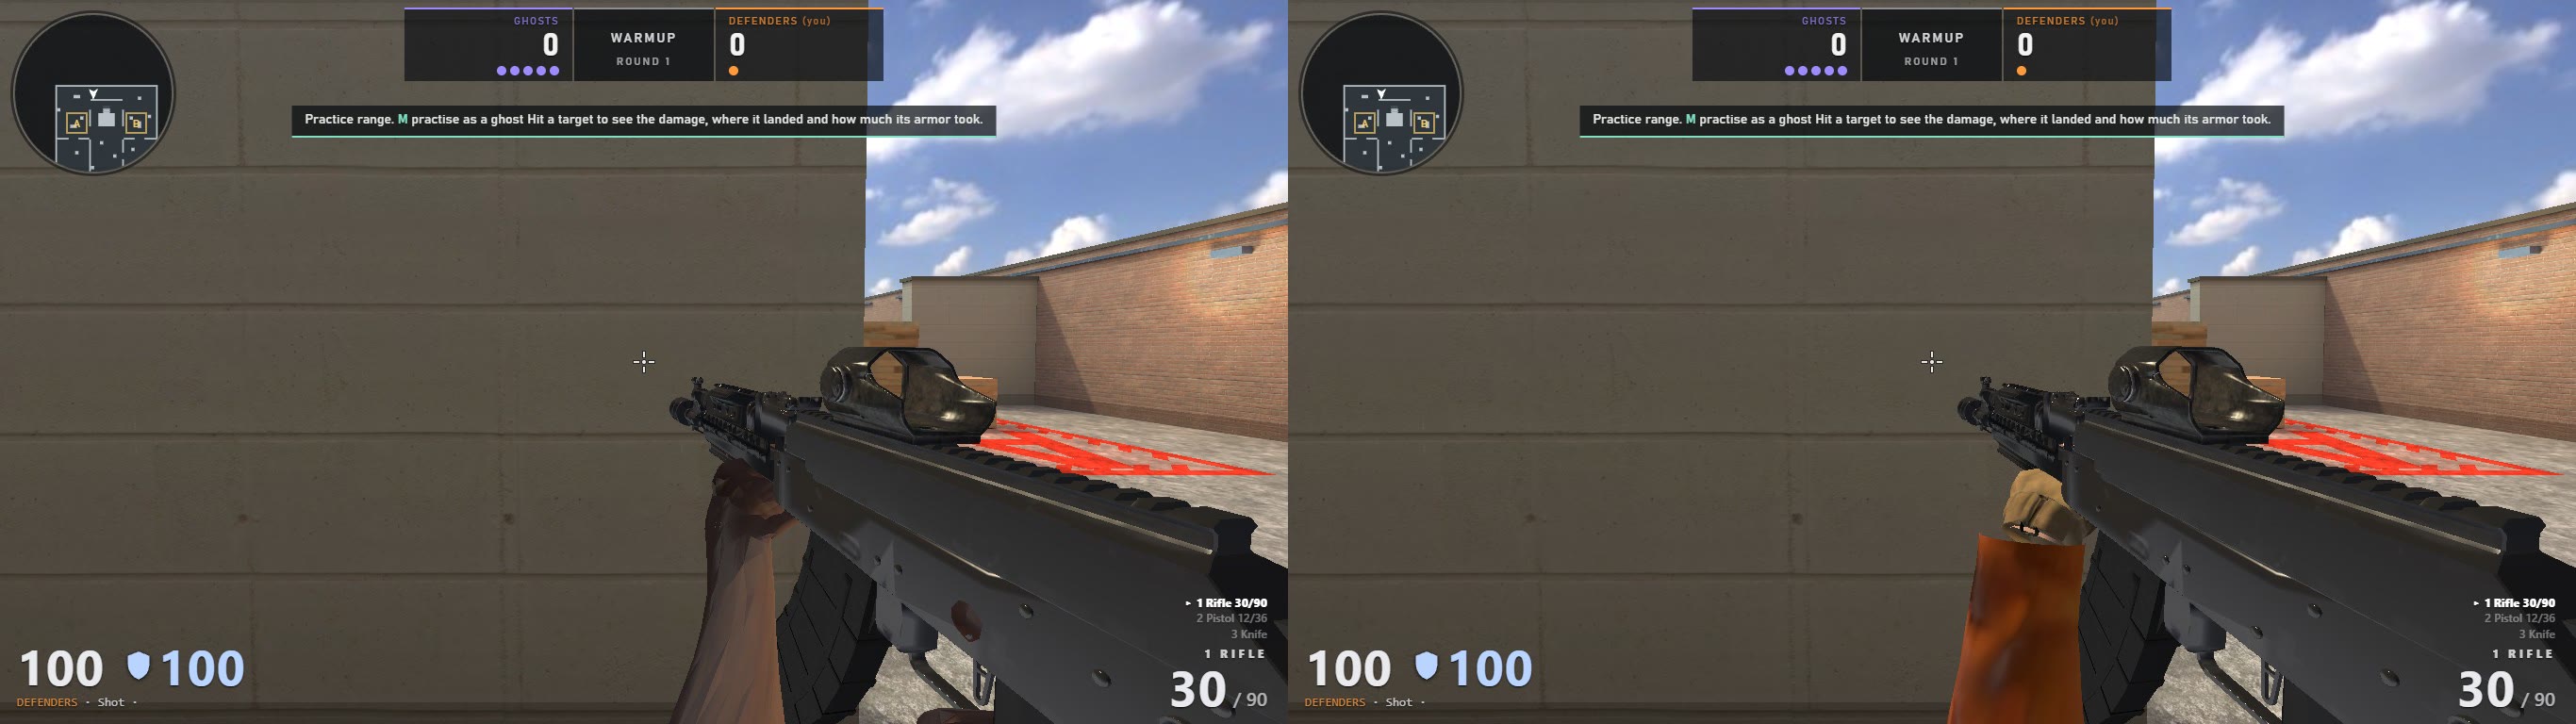 GHOSTS
0
WARMUP
ROUND 1
DEFENDERS (you)
0
Practice range. M practise as a ghost Hit a target to see the damage, where it landed and how much its armor took.
A
B
1 Rifle 30/90
2 Pistol 12/36
3 Knife
1 RIFLE
30 / 90
100 100
DEFENDERS · Shot ·
GHOSTS
0
WARMUP
ROUND 1
DEFENDERS (you)
0
Practice range. M practise as a ghost Hit a target to see the damage, where it landed and how much its armor took.
A
B
1 Rifle 30/90
2 Pistol 12/36
3 Knife
1 RIFLE
30 / 90
100 100
DEFENDERS · Shot ·